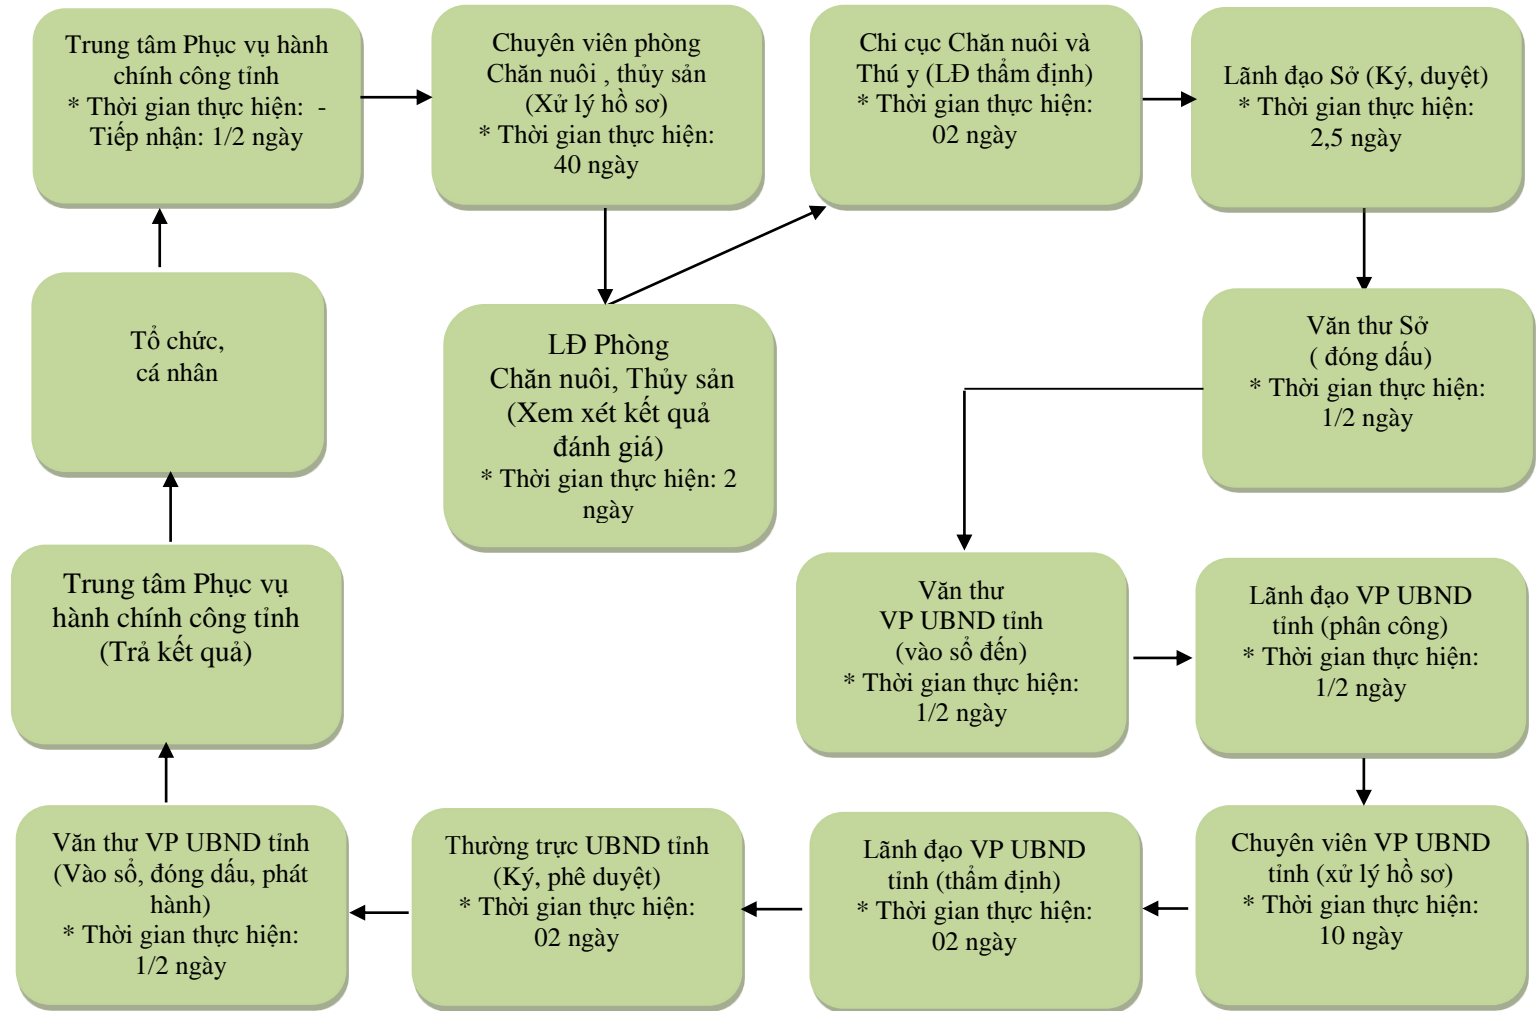 Trung tâm Phục vụ hành
chính công tỉnh
* Thời gian thực hiện: -
Tiếp nhận: 1/2 ngày
Chuyên viên phòng
Chăn nuôi , thủy sản
(Xử lý hồ sơ)
* Thời gian thực hiện:
40 ngày
Chi cục Chăn nuôi và
Thú y (LĐ thẩm định)
* Thời gian thực hiện:
02 ngày
Lãnh đạo Sở (Ký, duyệt)
* Thời gian thực hiện:
2,5 ngày
Tổ chức,
cá nhân
LĐ Phòng
Chăn nuôi, Thủy sản
(Xem xét kết quả
đánh giá)
* Thời gian thực hiện: 2
ngày
Văn thư Sở
( đóng dấu)
* Thời gian thực hiện:
1/2 ngày
Trung tâm Phục vụ
hành chính công tỉnh
(Trả kết quả)
Văn thư
VP UBND tỉnh
(vào sổ đến)
* Thời gian thực hiện:
1/2 ngày
Lãnh đạo VP UBND
tỉnh (phân công)
* Thời gian thực hiện:
1/2 ngày
Văn thư VP UBND tỉnh
(Vào sổ, đóng dấu, phát
hành)
* Thời gian thực hiện:
1/2 ngày
Thường trực UBND tỉnh
(Ký, phê duyệt)
* Thời gian thực hiện:
02 ngày
Lãnh đạo VP UBND
tỉnh (thẩm định)
* Thời gian thực hiện:
02 ngày
Chuyên viên VP UBND
tỉnh (xử lý hồ sơ)
* Thời gian thực hiện:
10 ngày